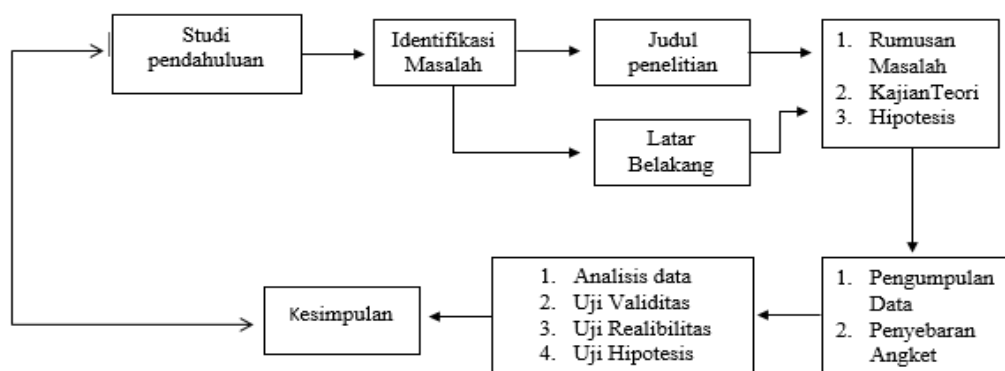 Studi
pendahuluan
Identifikasi
Masalah
Judul
penelitian
Latar
Belakang
1. Rumusan
Masalah
2. KajianTeori
3. Hipotesis
1. Pengumpulan
Data
2. Penyebaran
Angket
1. Analisis data
2. Uji Validitas
3. Uji Realibilitas
4. Uji Hipotesis
Kesimpulan